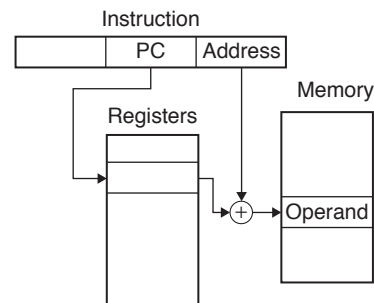 Instruction
PC Address
Memory
Registers
Operand